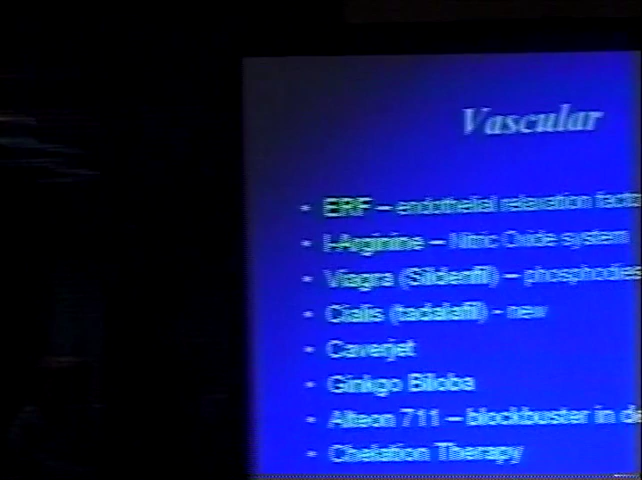 Vascular
• ERF – endothelial relaxation facto
• l-Arginine – Nitric Oxide system
• Viagra (Sildenfil) – phosphodies
• Cialis (tadalafil) - new
• Caverjet
• Ginkgo Biloba
• Alteon 711 – blockbuster in de
• Chelation Therapy